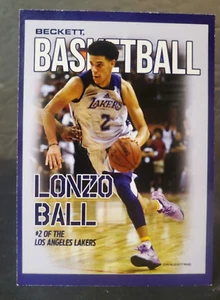 BECKETT.
BASKETBALL
LAKERS
2
LONZO
BALL
#2 OF THE
LOS ANGELES LAKERS